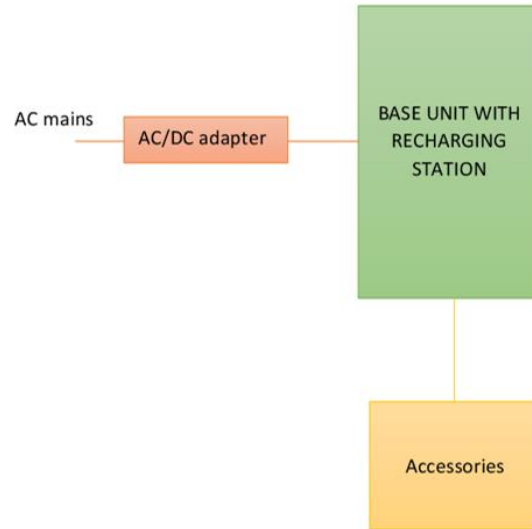 AC mains
AC/DC adapter
BASE UNIT WITH
RECHARGING
STATION
Accessories